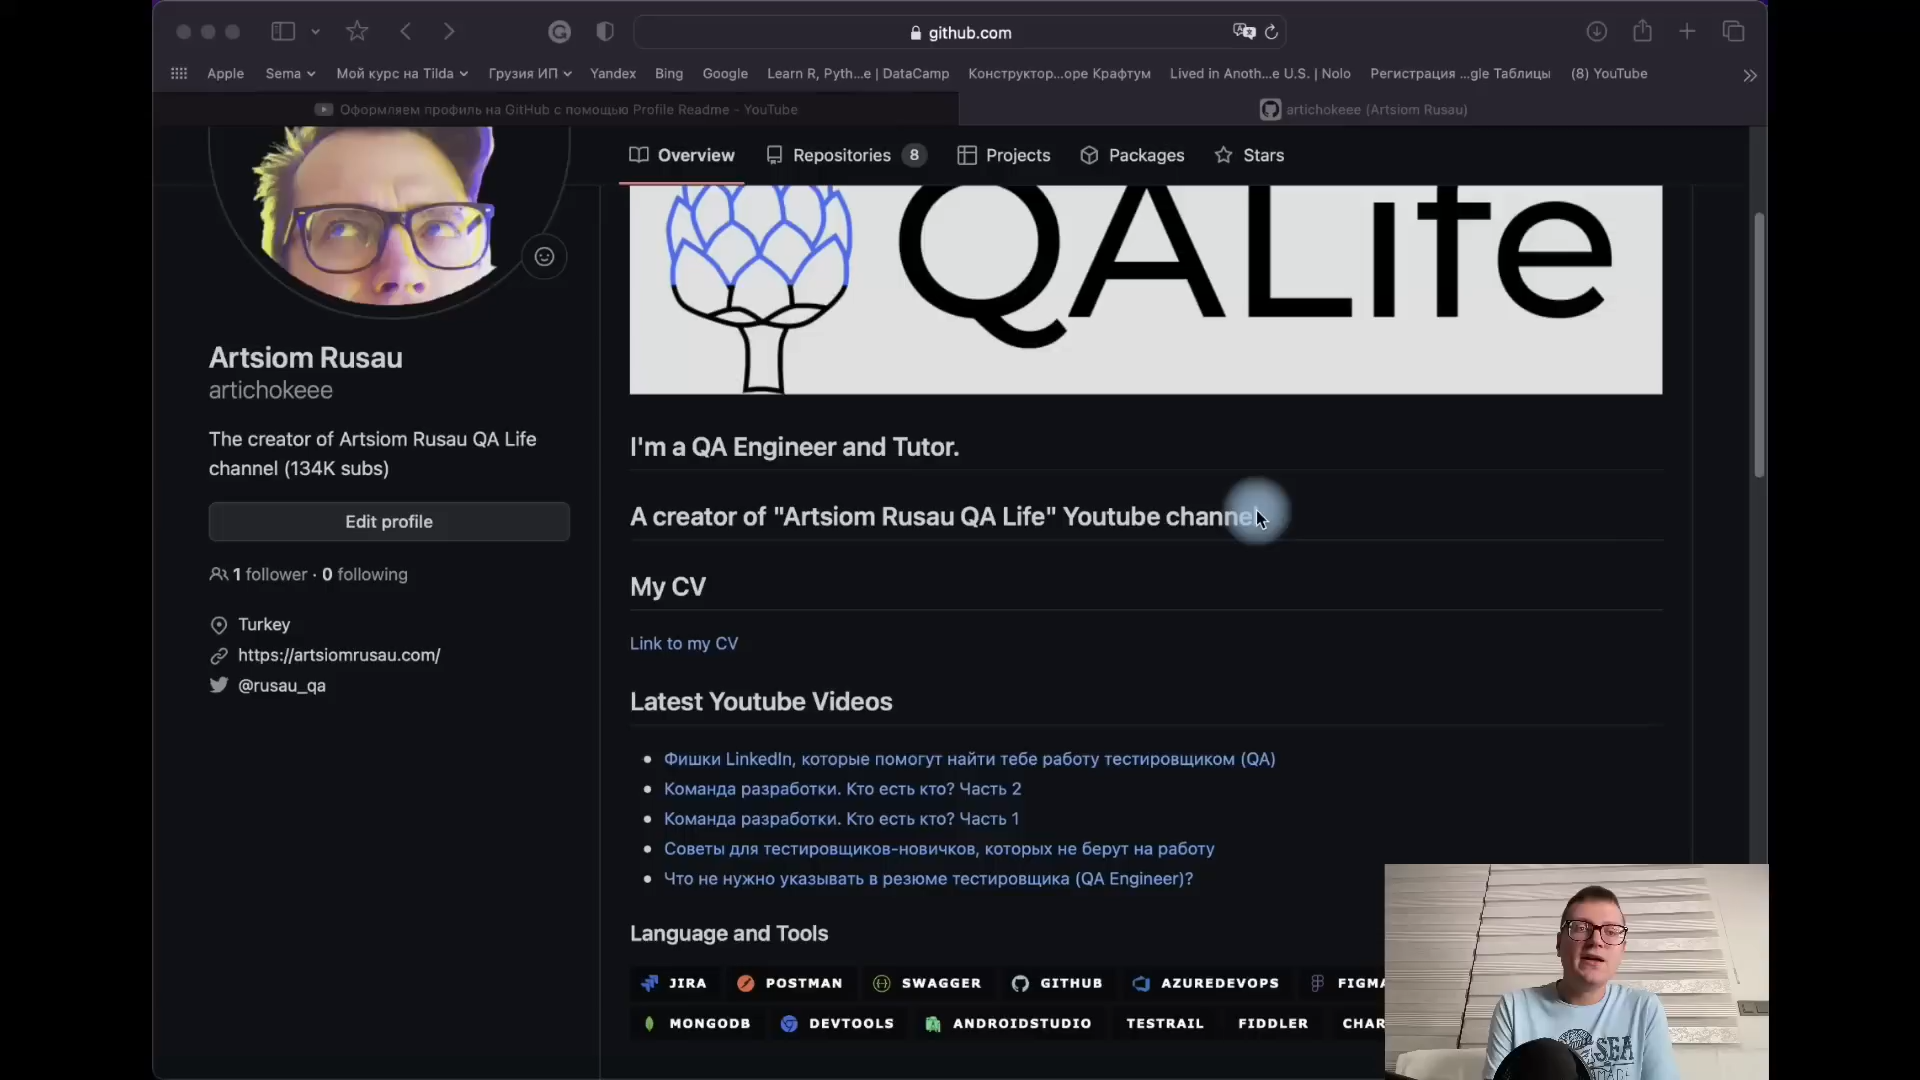 github.com
Apple
Sema
Мой курс на Tilda
Грузия ИП
Yandex
Bing
Google
Learn R, Pyth...e | DataCamp
Конструктор...оре Крафтум
Lived in Anoth...e U.S. | Nolo
Регистрация ...gle Таблицы
(8) YouTube
Оформляем профиль на GitHub с помощью Profile Readme - YouTube
artichokeee (Artsiom Rusau)
Overview
Repositories 8
Projects
Packages
Stars
QALife
Artsiom Rusau
artichokeee
The creator of Artsiom Rusau QA Life
channel (134K subs)
Edit profile
1 follower · 0 following
Turkey
https://artsiomrusau.com/
@rusau_qa
I'm a QA Engineer and Tutor.
A creator of "Artsiom Rusau QA Life" Youtube channel
My CV
Link to my CV
Latest Youtube Videos
Фишки LinkedIn, которые помогут найти тебе работу тестировщиком (QA)
Команда разработки. Кто есть кто? Часть 2
Команда разработки. Кто есть кто? Часть 1
Советы для тестировщиков-новичков, которых не берут на работу
Что не нужно указывать в резюме тестировщика (QA Engineer)?
Language and Tools
JIRA
POSTMAN
SWAGGER
GITHUB
AZUREDEVOPS
FIGMA
MONGODB
DEVTOOLS
ANDROIDSTUDIO
TESTRAIL
FIDDLER
CHAR
SEA